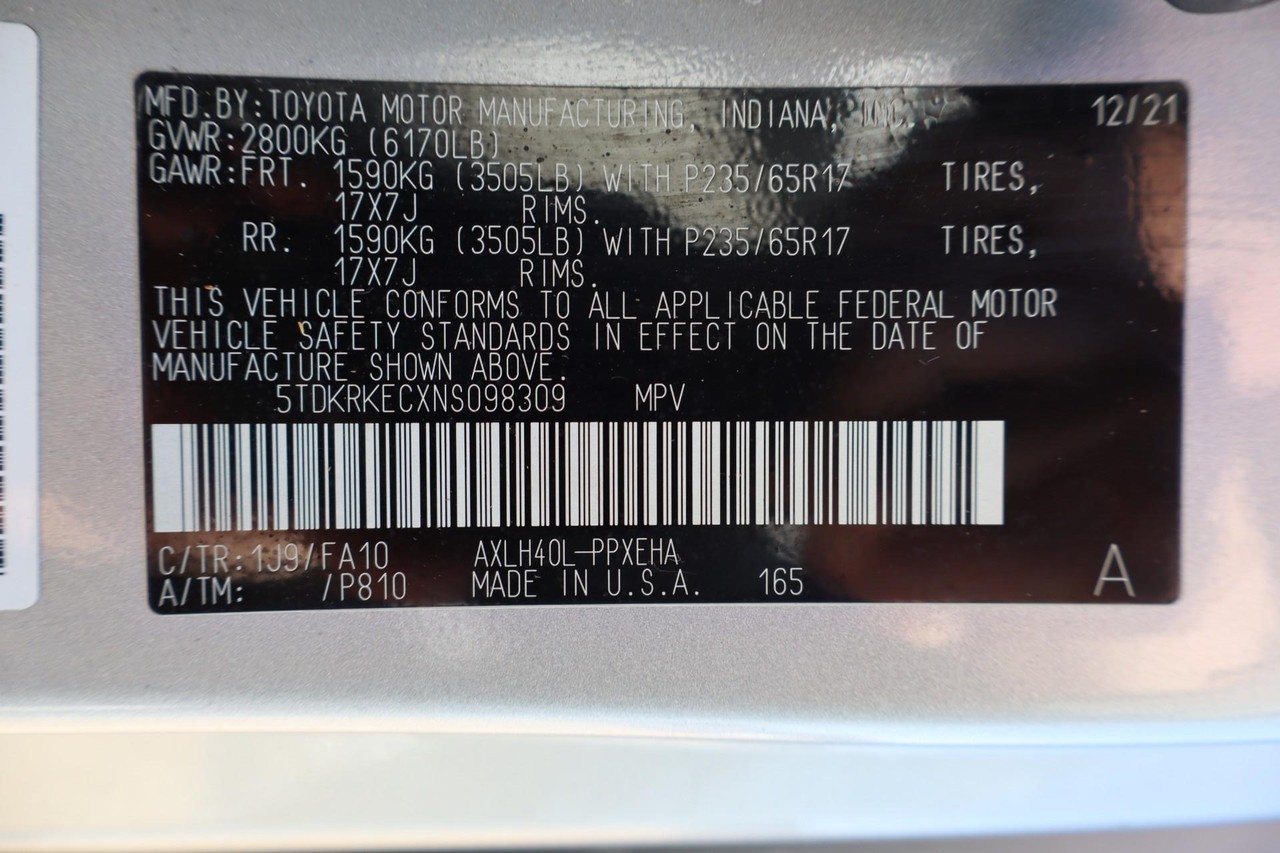 MFD.BY:TOYOTA MOTOR MANUFACTURING, INDIANA, INC. 12/21
GVWR:2800KG (6170LB)
GAWR:FRT. 1590KG (3505LB) WITH P235/65R17 TIRES,
17X7J RIMS.
RR. 1590KG (3505LB) WITH P235/65R17 TIRES,
17X7J RIMS.
THIS VEHICLE CONFORMS TO ALL APPLICABLE FEDERAL MOTOR
VEHICLE SAFETY STANDARDS IN EFFECT ON THE DATE OF
MANUFACTURE SHOWN ABOVE.
5TDKRKECXNS098309 MPV
C/TR:1J9/FA10 AXLH40L-PPXEHA
A/TM: /P810 MADE IN U.S.A. 165 A